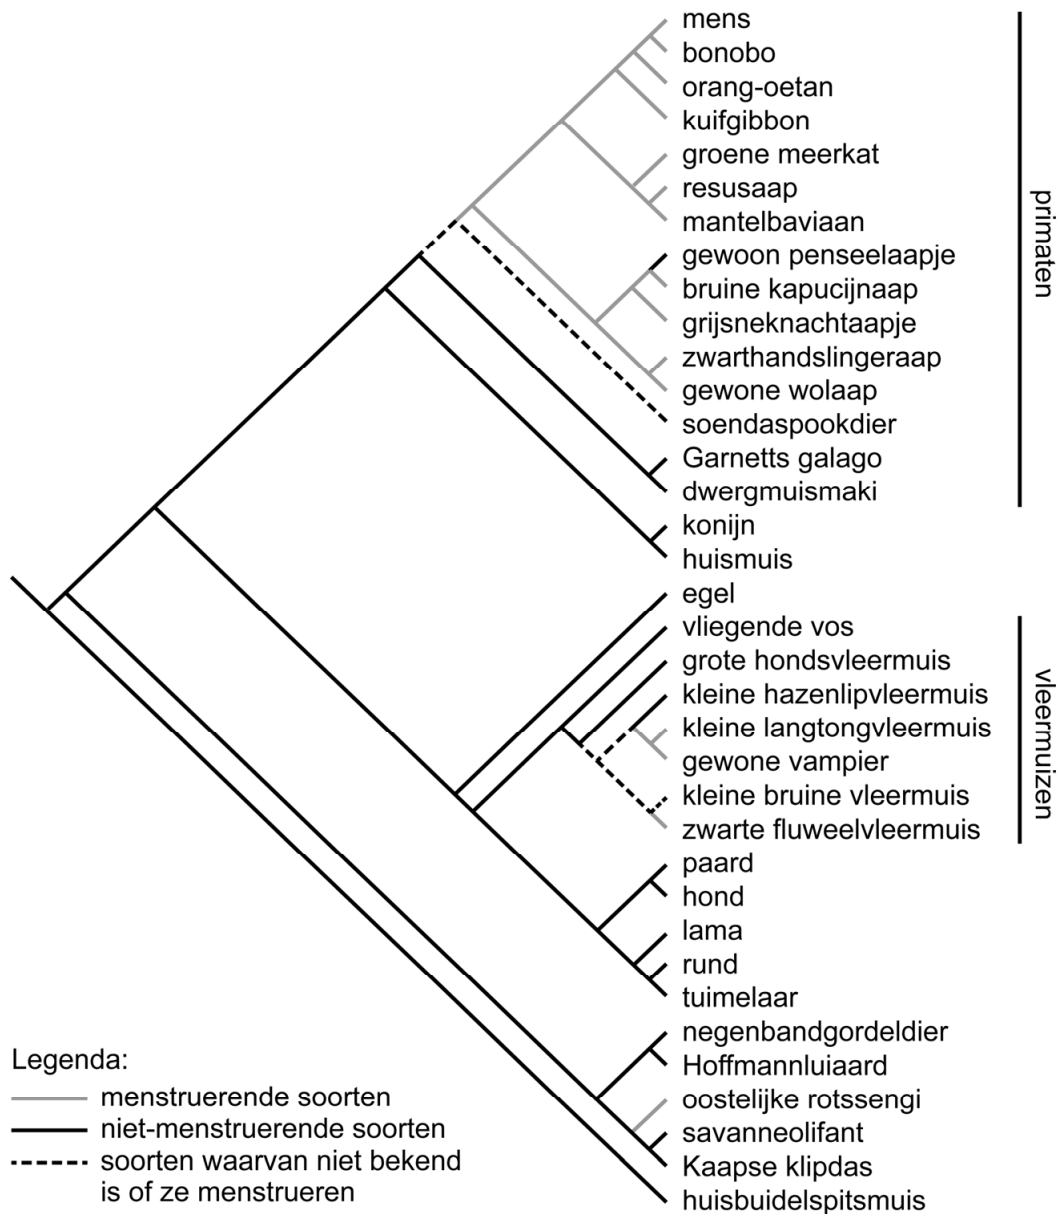 mens
bonobo
orang-oetan
kuifgibbon
groene meerkat
resusaap
mantelbaviaan
gewoon penseelaapje
bruine kapucijnaap
grijsneknachtaapje
zwarthandslingeraap
gewone wolaap
soendaspookdier
Garnetts galago
dwergmuismaki
primaten
konijn
huismuis
egel
vliegende vos
grote hondsvleermuis
kleine hazenlipvleermuis
kleine langtongvleermuis
gewone vampier
kleine bruine vleermuis
zwarte fluweelvleermuis
vleermuizen
paard
hond
lama
rund
tuimelaar
negenbandgordeldier
Hoffmannluiaard
oostelijke rotssengi
savanneolifant
Kaapse klipdas
huisbuidelspitsmuis
Legenda:
menstruerende soorten
niet-menstruerende soorten
soorten waarvan niet bekend
is of ze menstrueren